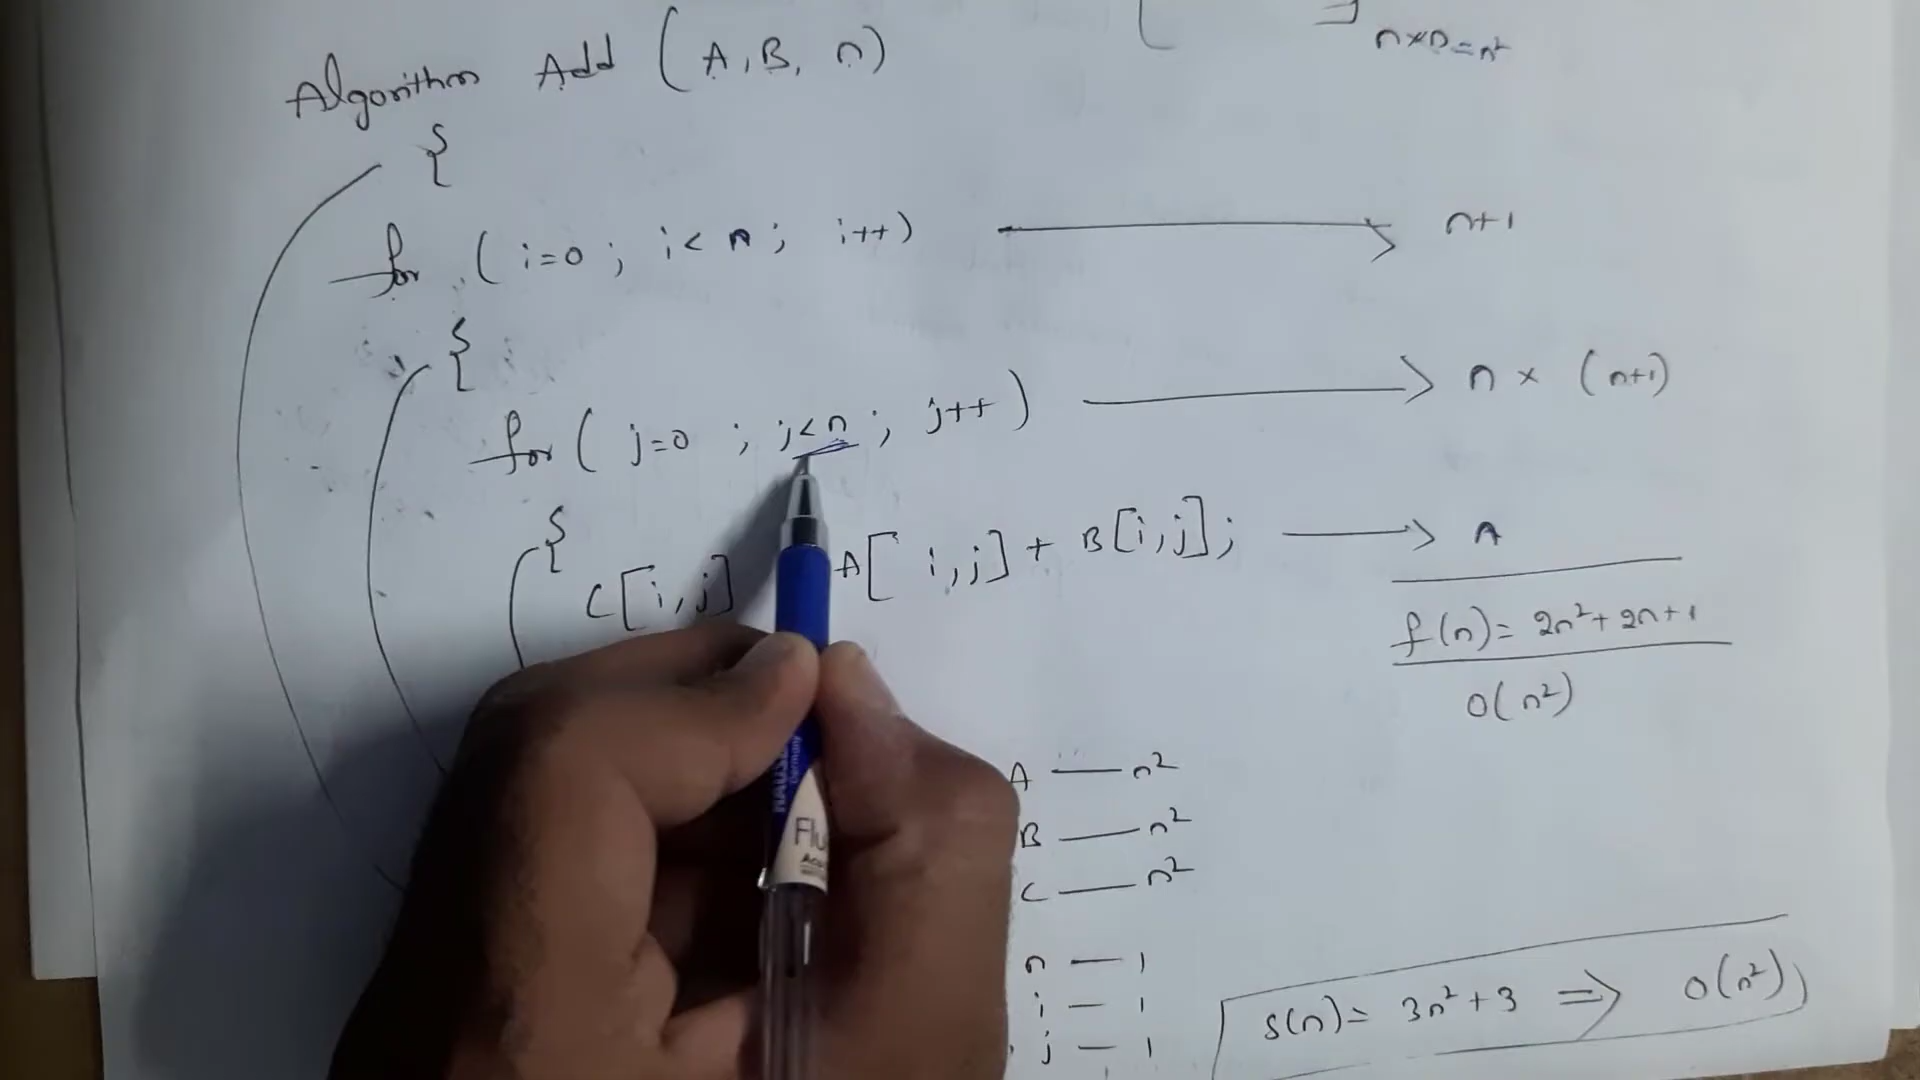 n×n=n²
Algorithm Add (A, B, n)
{
for (i=0; i<n; i++) → n+1
{
for (j=0; j<n; j++) → n × (n+1)
{
C[i,j] A[i,j] + B[i,j]; → n
f(n)= 2n²+2n+1
O(n²)
A — n²
B — n²
C — n²
n — 1
i — 1
j — 1
S(n)= 3n²+3 ⇒ O(n²)